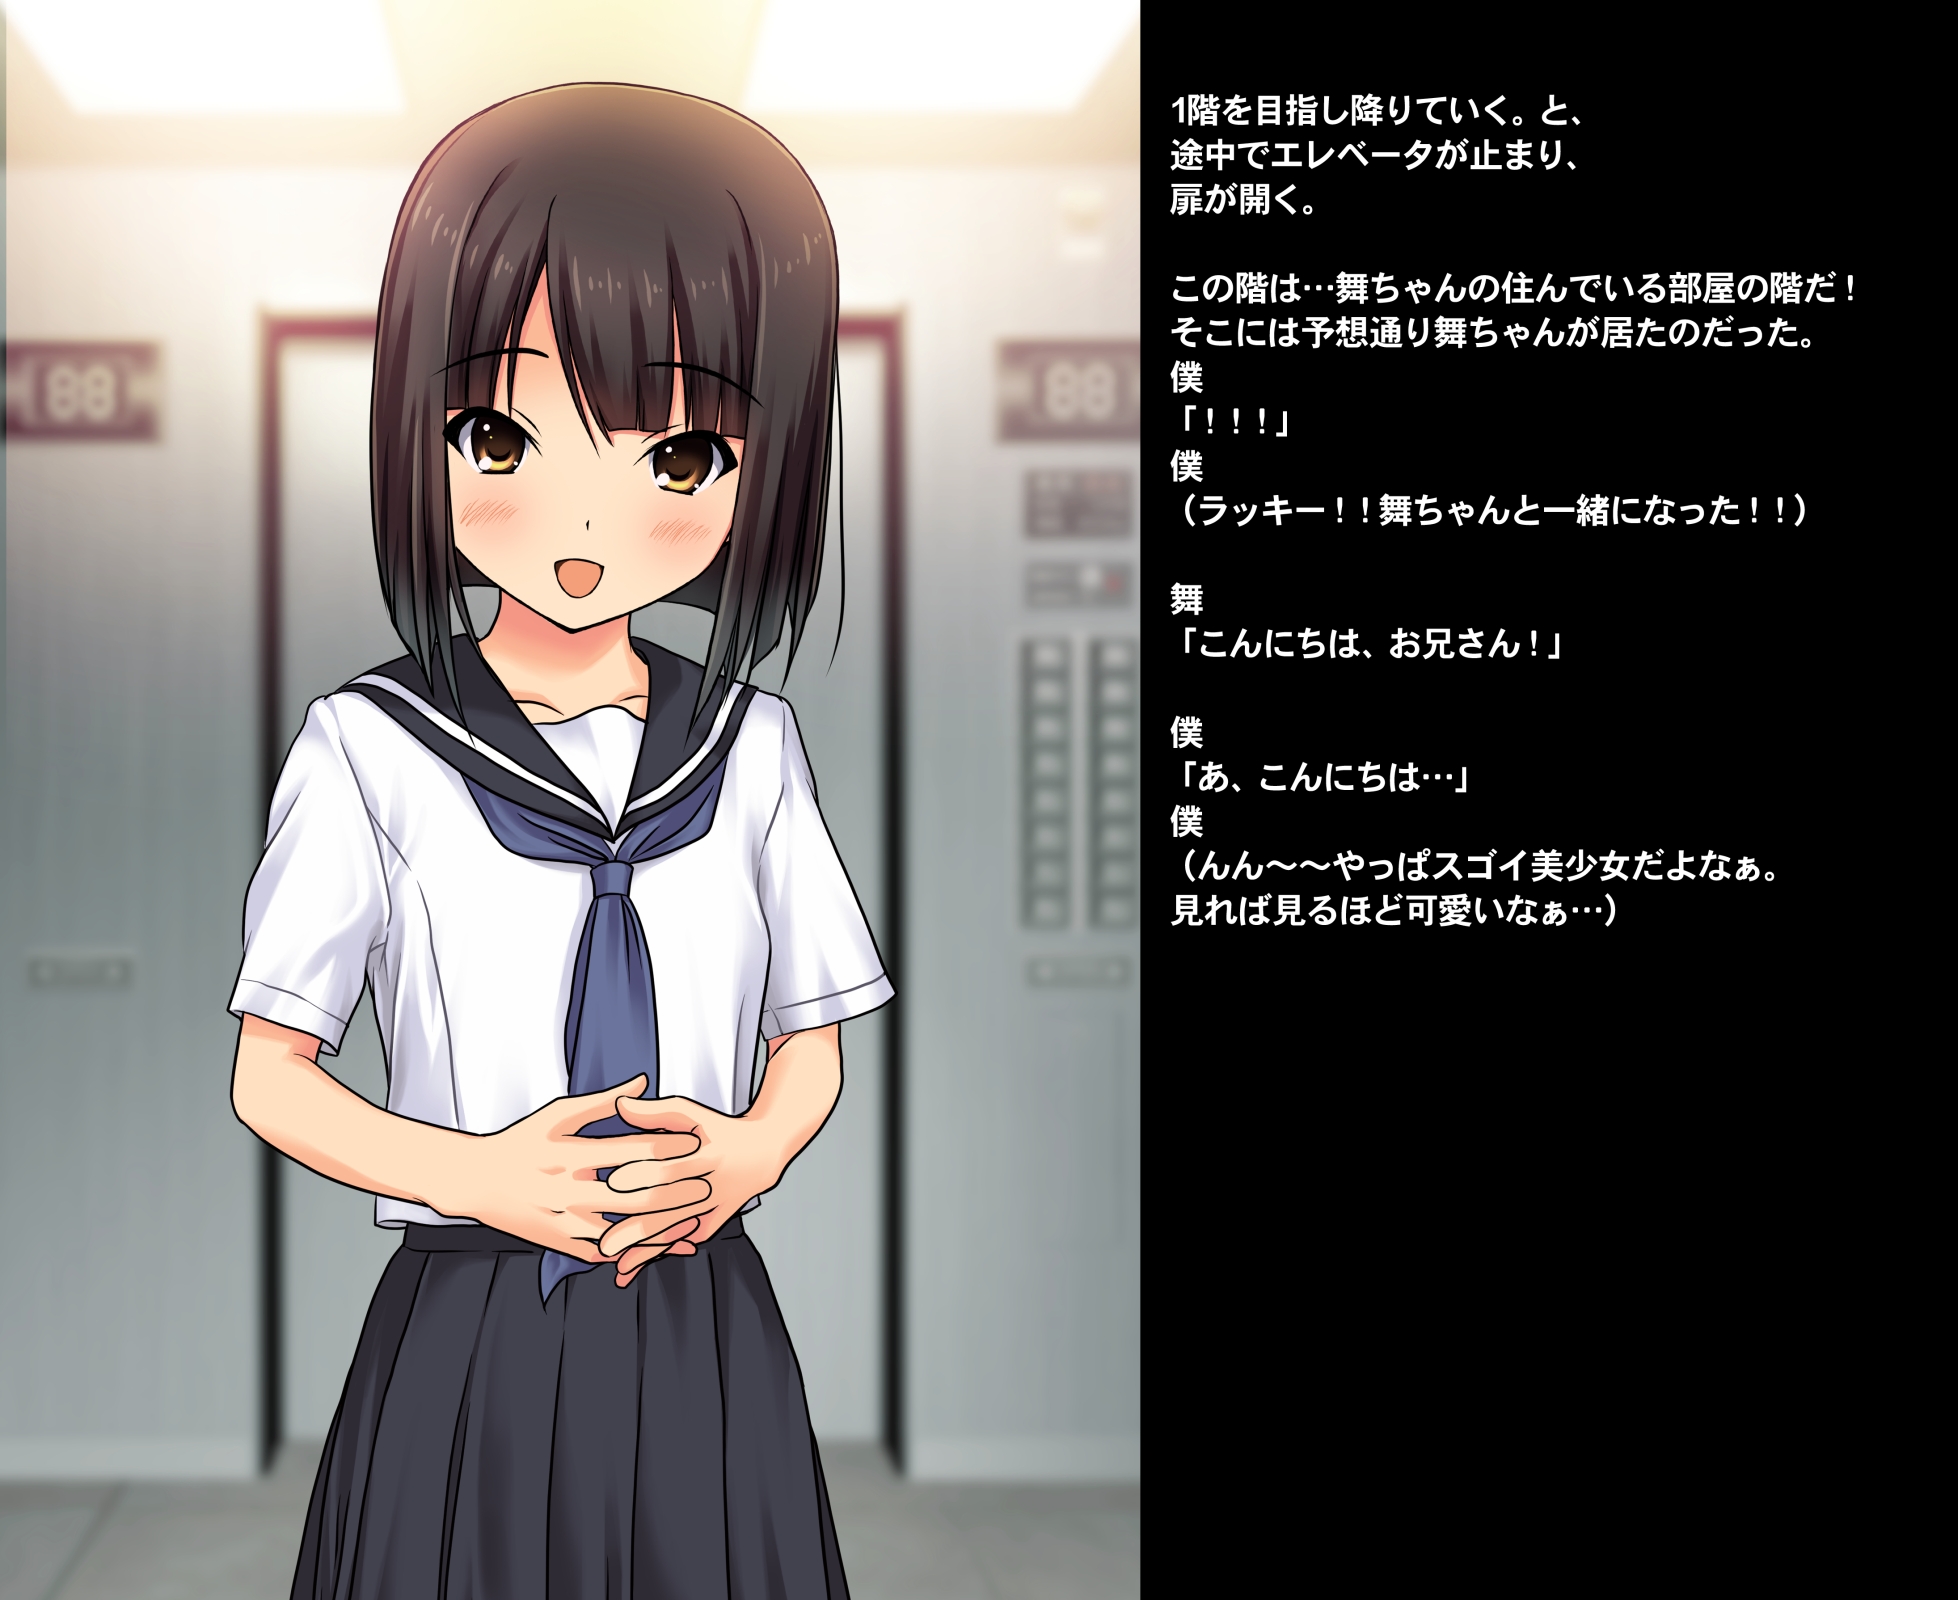 1階を目指し降りていく。と、
途中でエレベータが止まり、
扉が開く。
この階は…舞ちゃんの住んでいる部屋の階だ！
そこには予想通り舞ちゃんが居たのだった。
僕
「！！！」
僕
（ラッキー！！舞ちゃんと一緒になった！！）
舞
「こんにちは、お兄さん！」
僕
「あ、こんにちは…」
僕
（んん～～やっぱスゴイ美少女だよなぁ。
見れば見るほど可愛いなぁ…）
88
88